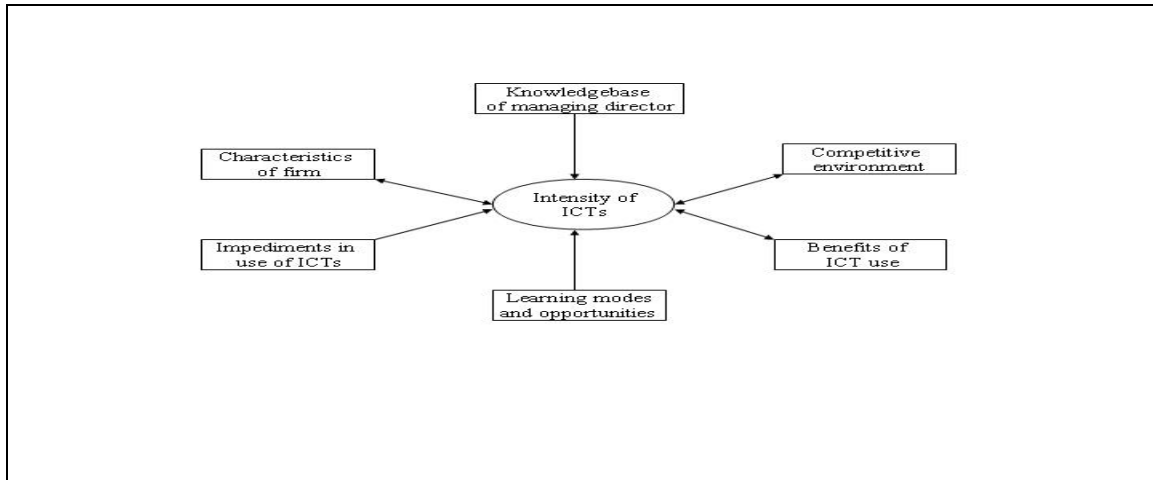 Knowledgebase
of managing director
Characteristics
of firm
Competitive
environment
Intensity of
ICTs
Impediments in
use of ICTs
Benefits of
ICT use
Learning modes
and opportunities